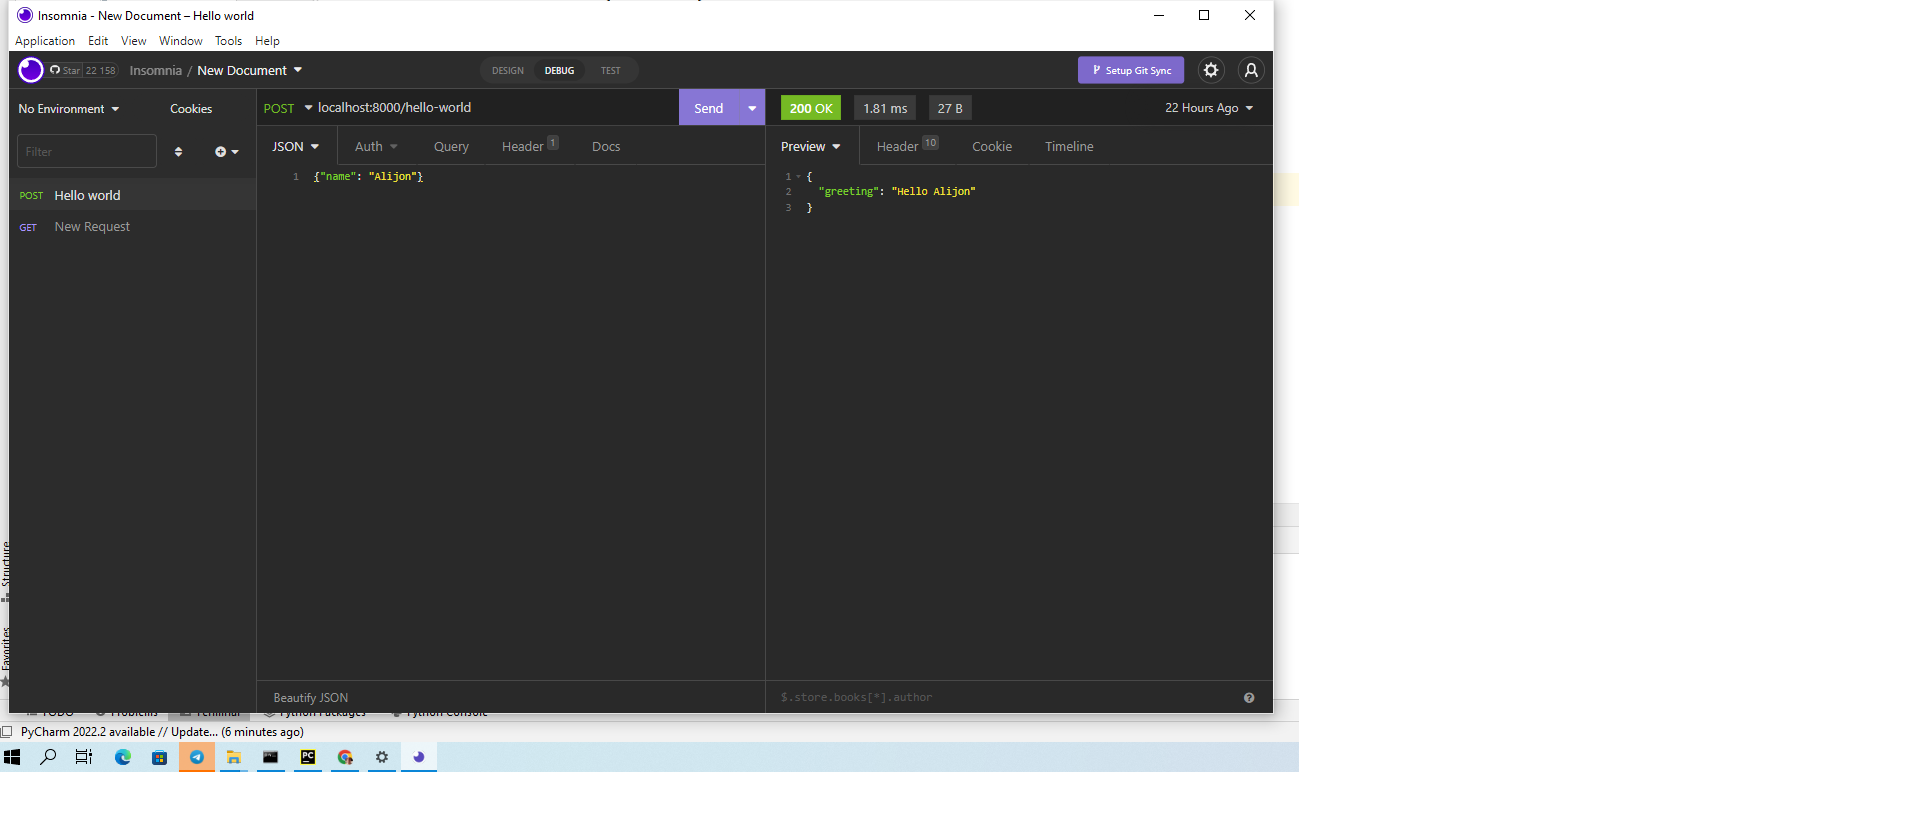 Insomnia - New Document – Hello world
Application Edit View Window Tools Help
Star 22 158 Insomnia / New Document DESIGN DEBUG TEST Setup Git Sync
No Environment Cookies POST localhost:8000/hello-world Send 200 OK 1.81 ms 27 B 22 Hours Ago
Filter JSON Auth Query Header 1 Docs Preview Header 10 Cookie Timeline
1 {"name": "Alijon"}
1 {
2 "greeting": "Hello Alijon"
3 }
POST Hello world
GET New Request
Structure
Favorites
Beautify JSON $.store.books[*].author
TODO Problems Terminal Python Packages Python Console
PyCharm 2022.2 available // Update... (6 minutes ago)
PC